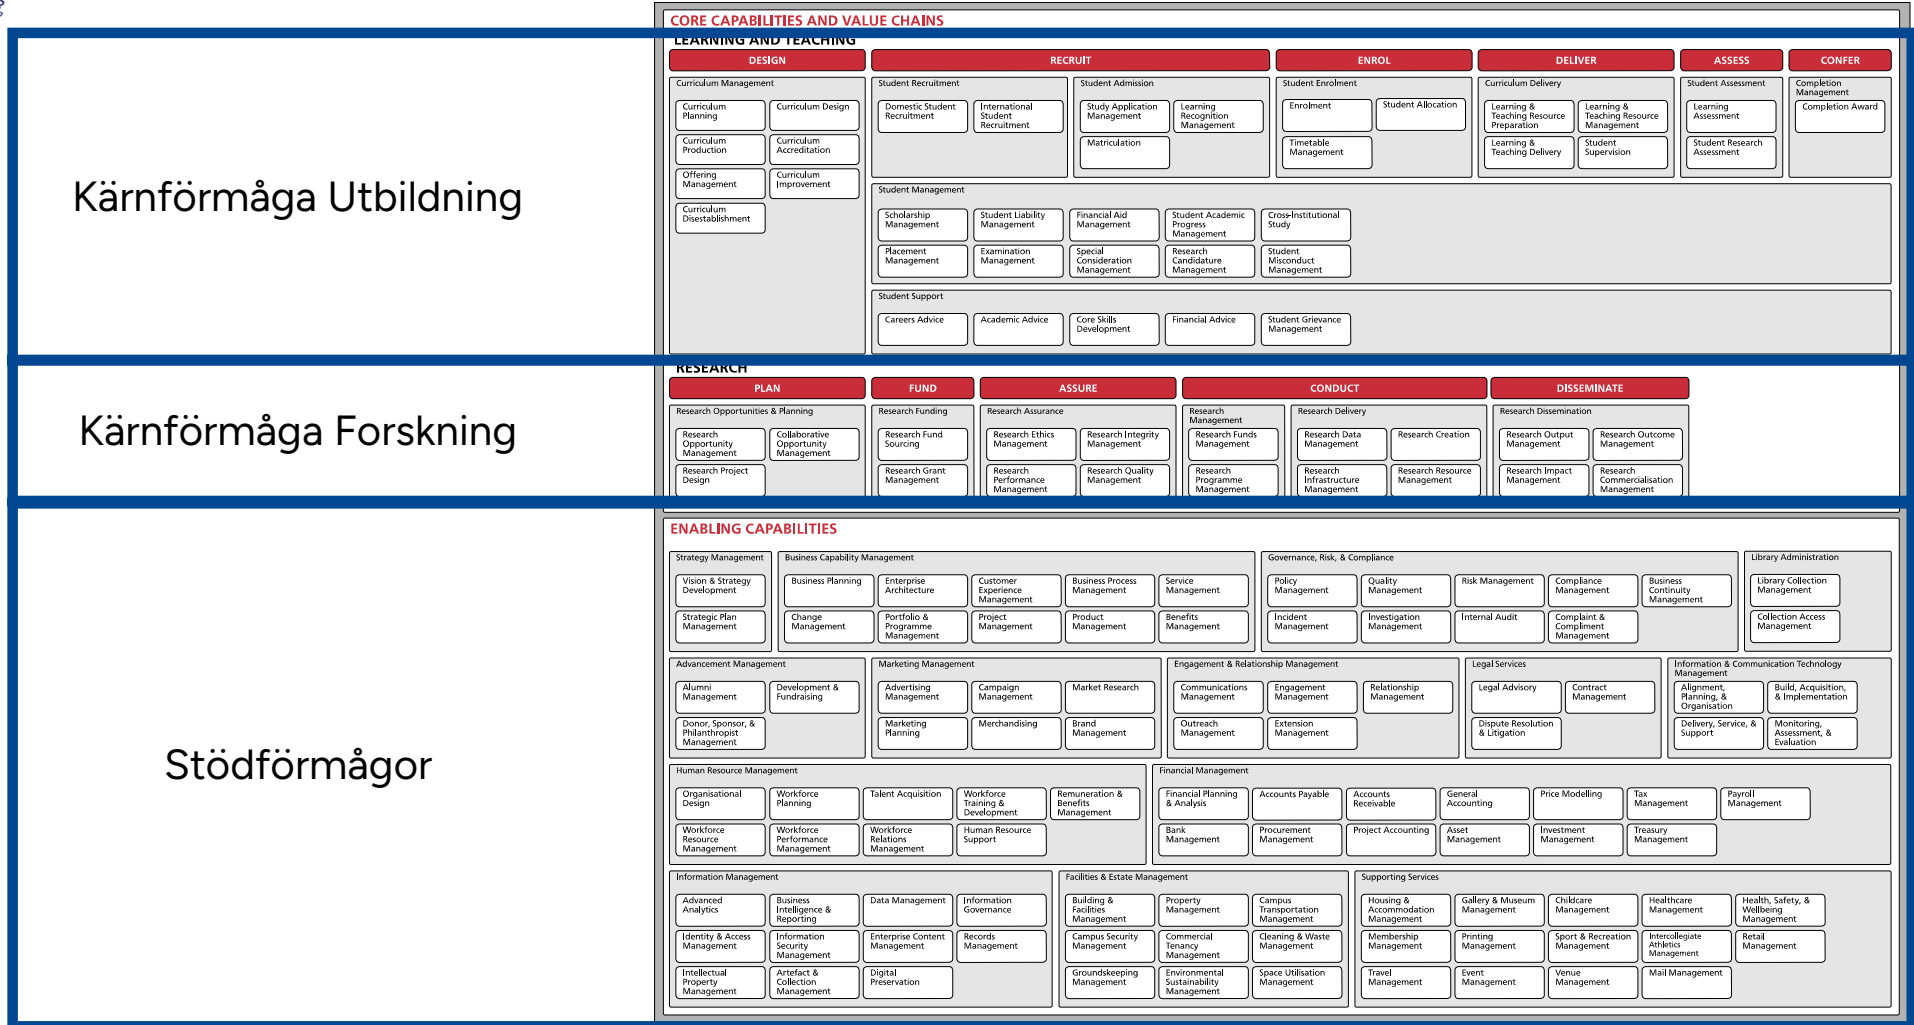 CORE CAPABILITIES AND VALUE CHAINS
LEARNING AND TEACHING
DESIGN
RECRUIT
ENROL
DELIVER
ASSESS
CONFER
Kärnförmåga Utbildning
Curriculum Management
Curriculum
Planning
Curriculum Design
Curriculum
Production
Curriculum
Accreditation
Offering
Management
Curriculum
Improvement
Curriculum
Disestablishment
Student Recruitment
Domestic Student
Recruitment
International
Student
Recruitment
Student Admission
Study Application
Management
Learning
Recognition
Management
Matriculation
Student Enrolment
Enrolment
Student Allocation
Timetable
Management
Curriculum Delivery
Learning &
Teaching Resource
Preparation
Learning &
Teaching Resource
Management
Learning &
Teaching Delivery
Student
Supervision
Student Assessment
Learning
Assessment
Student Research
Assessment
Completion
Management
Completion Award
Student Management
Scholarship
Management
Student Liability
Management
Financial Aid
Management
Student Academic
Progress
Management
Cross-Institutional
Study
Placement
Management
Examination
Management
Special
Consideration
Management
Research
Candidature
Management
Student
Misconduct
Management
Student Support
Careers Advice
Academic Advice
Core Skills
Development
Financial Advice
Student Grievance
Management
RESEARCH
PLAN
FUND
ASSURE
CONDUCT
DISSEMINATE
Kärnförmåga Forskning
Research Opportunities & Planning
Research
Opportunity
Management
Collaborative
Opportunity
Management
Research Project
Design
Research Funding
Research Fund
Sourcing
Research Grant
Management
Research Assurance
Research Ethics
Management
Research Integrity
Management
Research
Performance
Management
Research Quality
Management
Research
Management
Research Funds
Management
Research
Programme
Management
Research Delivery
Research Data
Management
Research Creation
Research
Infrastructure
Management
Research Resource
Management
Research Dissemination
Research Output
Management
Research Outcome
Management
Research Impact
Management
Research
Commercialisation
Management
ENABLING CAPABILITIES
Stödförmågor
Strategy Management
Vision & Strategy
Development
Strategic Plan
Management
Business Capability Management
Business Planning
Enterprise
Architecture
Customer
Experience
Management
Business Process
Management
Service
Management
Change
Management
Portfolio &
Programme
Management
Project
Management
Product
Management
Benefits
Management
Governance, Risk, & Compliance
Policy
Management
Quality
Management
Risk Management
Compliance
Management
Business
Continuity
Management
Incident
Management
Investigation
Management
Internal Audit
Complaint &
Compliment
Management
Library Administration
Library Collection
Management
Collection Access
Management
Advancement Management
Alumni
Management
Development &
Fundraising
Donor, Sponsor, &
Philanthropist
Management
Marketing Management
Advertising
Management
Campaign
Management
Market Research
Marketing
Planning
Merchandising
Brand
Management
Engagement & Relationship Management
Communications
Management
Engagement
Management
Relationship
Management
Outreach
Management
Extension
Management
Legal Services
Legal Advisory
Contract
Management
Dispute Resolution
& Litigation
Information & Communication Technology
Management
Alignment,
Planning, &
Organisation
Build, Acquisition,
& Implementation
Delivery, Service, &
Support
Monitoring,
Assessment, &
Evaluation
Human Resource Management
Organisational
Design
Workforce
Planning
Talent Acquisition
Workforce
Training &
Development
Remuneration &
Benefits
Management
Workforce
Resource
Management
Workforce
Performance
Management
Workforce
Relations
Management
Human Resource
Support
Financial Management
Financial Planning
& Analysis
Accounts Payable
Accounts
Receivable
General
Accounting
Price Modelling
Tax
Management
Payroll
Management
Bank
Management
Procurement
Management
Project Accounting
Asset
Management
Investment
Management
Treasury
Management
Information Management
Advanced
Analytics
Business
Intelligence &
Reporting
Data Management
Information
Governance
Identity & Access
Management
Information
Security
Management
Enterprise Content
Management
Records
Management
Intellectual
Property
Management
Artefact &
Collection
Management
Digital
Preservation
Facilities & Estate Management
Building &
Facilities
Management
Property
Management
Campus
Transportation
Management
Campus Security
Management
Commercial
Tenancy
Management
Cleaning & Waste
Management
Groundskeeping
Management
Environmental
Sustainability
Management
Space Utilisation
Management
Supporting Services
Housing &
Accommodation
Management
Gallery & Museum
Management
Childcare
Management
Healthcare
Management
Health, Safety, &
Wellbeing
Management
Membership
Management
Printing
Management
Sport & Recreation
Management
Intercollegiate
Athletics
Management
Retail
Management
Travel
Management
Event
Management
Venue
Management
Mail Management